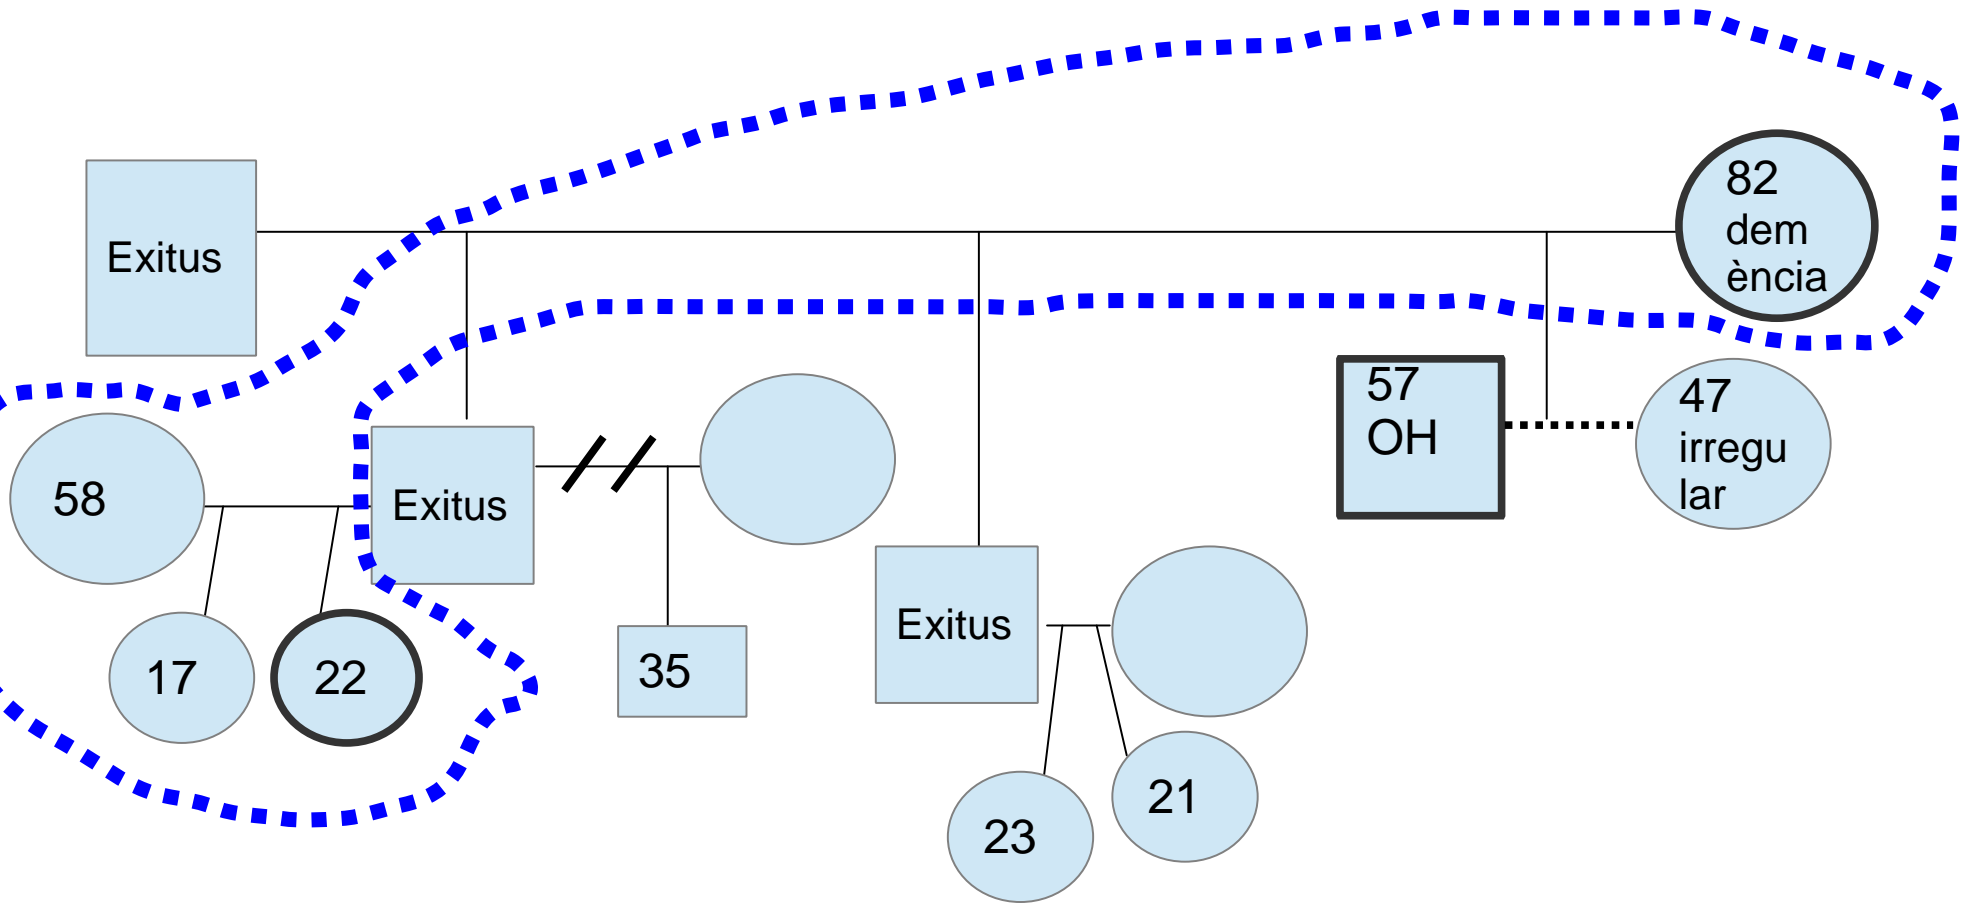 Exitus
82
dem
ència
57
OH
47
irregu
lar
58
Exitus
17
22
35
Exitus
23
21